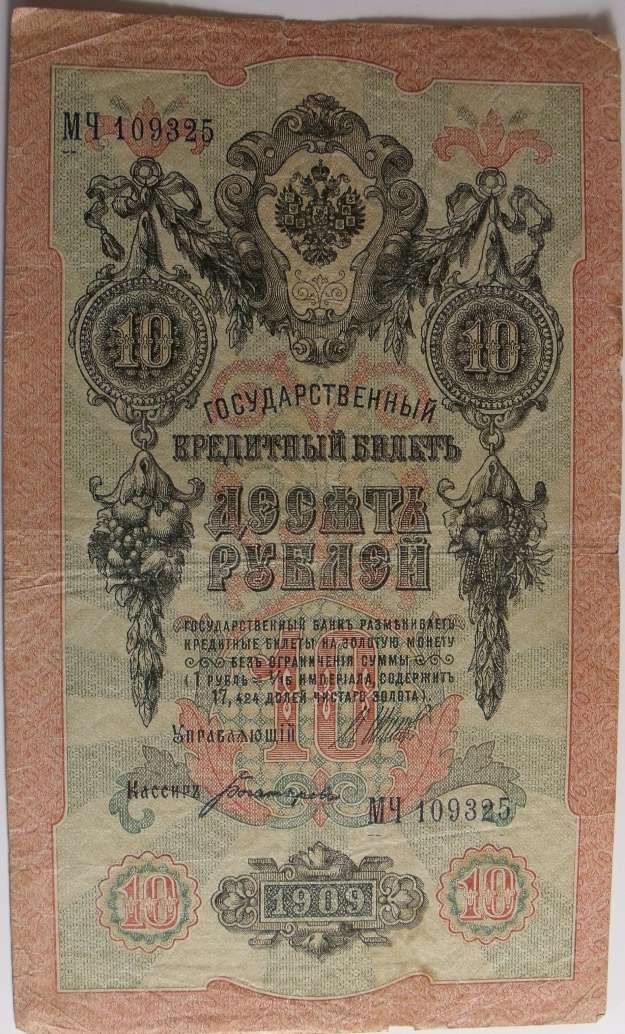 МЧ 109325
10 10
ГОСУДАРСТВЕННЫЙ
КРЕДИТНЫЙ БИЛЕТЪ
ДЕСЯТЬ
РУБЛЕЙ
ГОСУДАРСТВЕННЫЙ БАНКЪ РАЗМѢНИВАЕТЪ
КРЕДИТНЫЕ БИЛЕТЫ НА ЗОЛОТУЮ МОНЕТУ
БЕЗЪ ОГРАНИЧЕНІЯ СУММЫ
(1 РУБЛЬ = 1/15 ИМПЕРІАЛА, СОДЕРЖИТЪ
17,424 ДОЛЕЙ ЧИСТАГО ЗОЛОТА).
10
Управляющій
Кассиръ Богатыревъ
МЧ 109325
10 1909 10